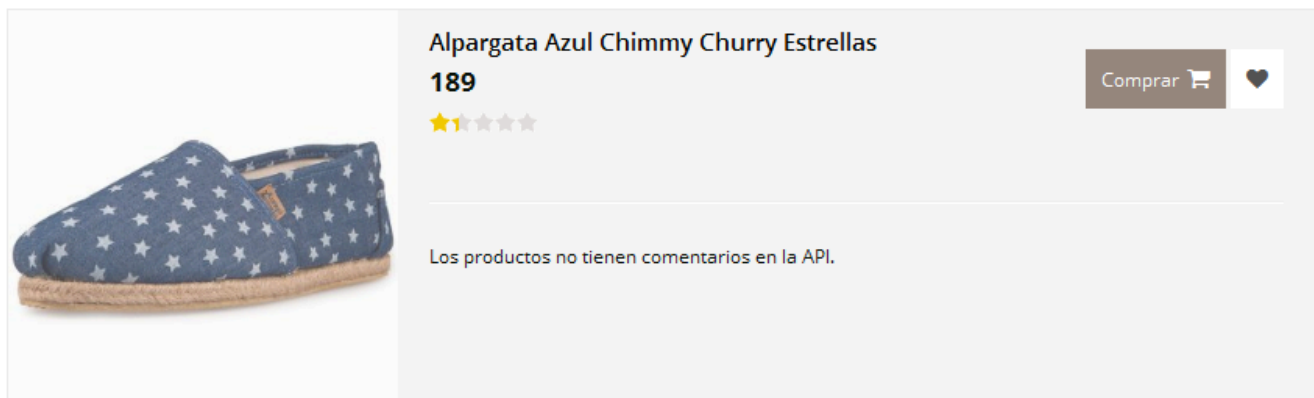 Alpargata Azul Chimmy Churry Estrellas
189
Comprar
Los productos no tienen comentarios en la API.